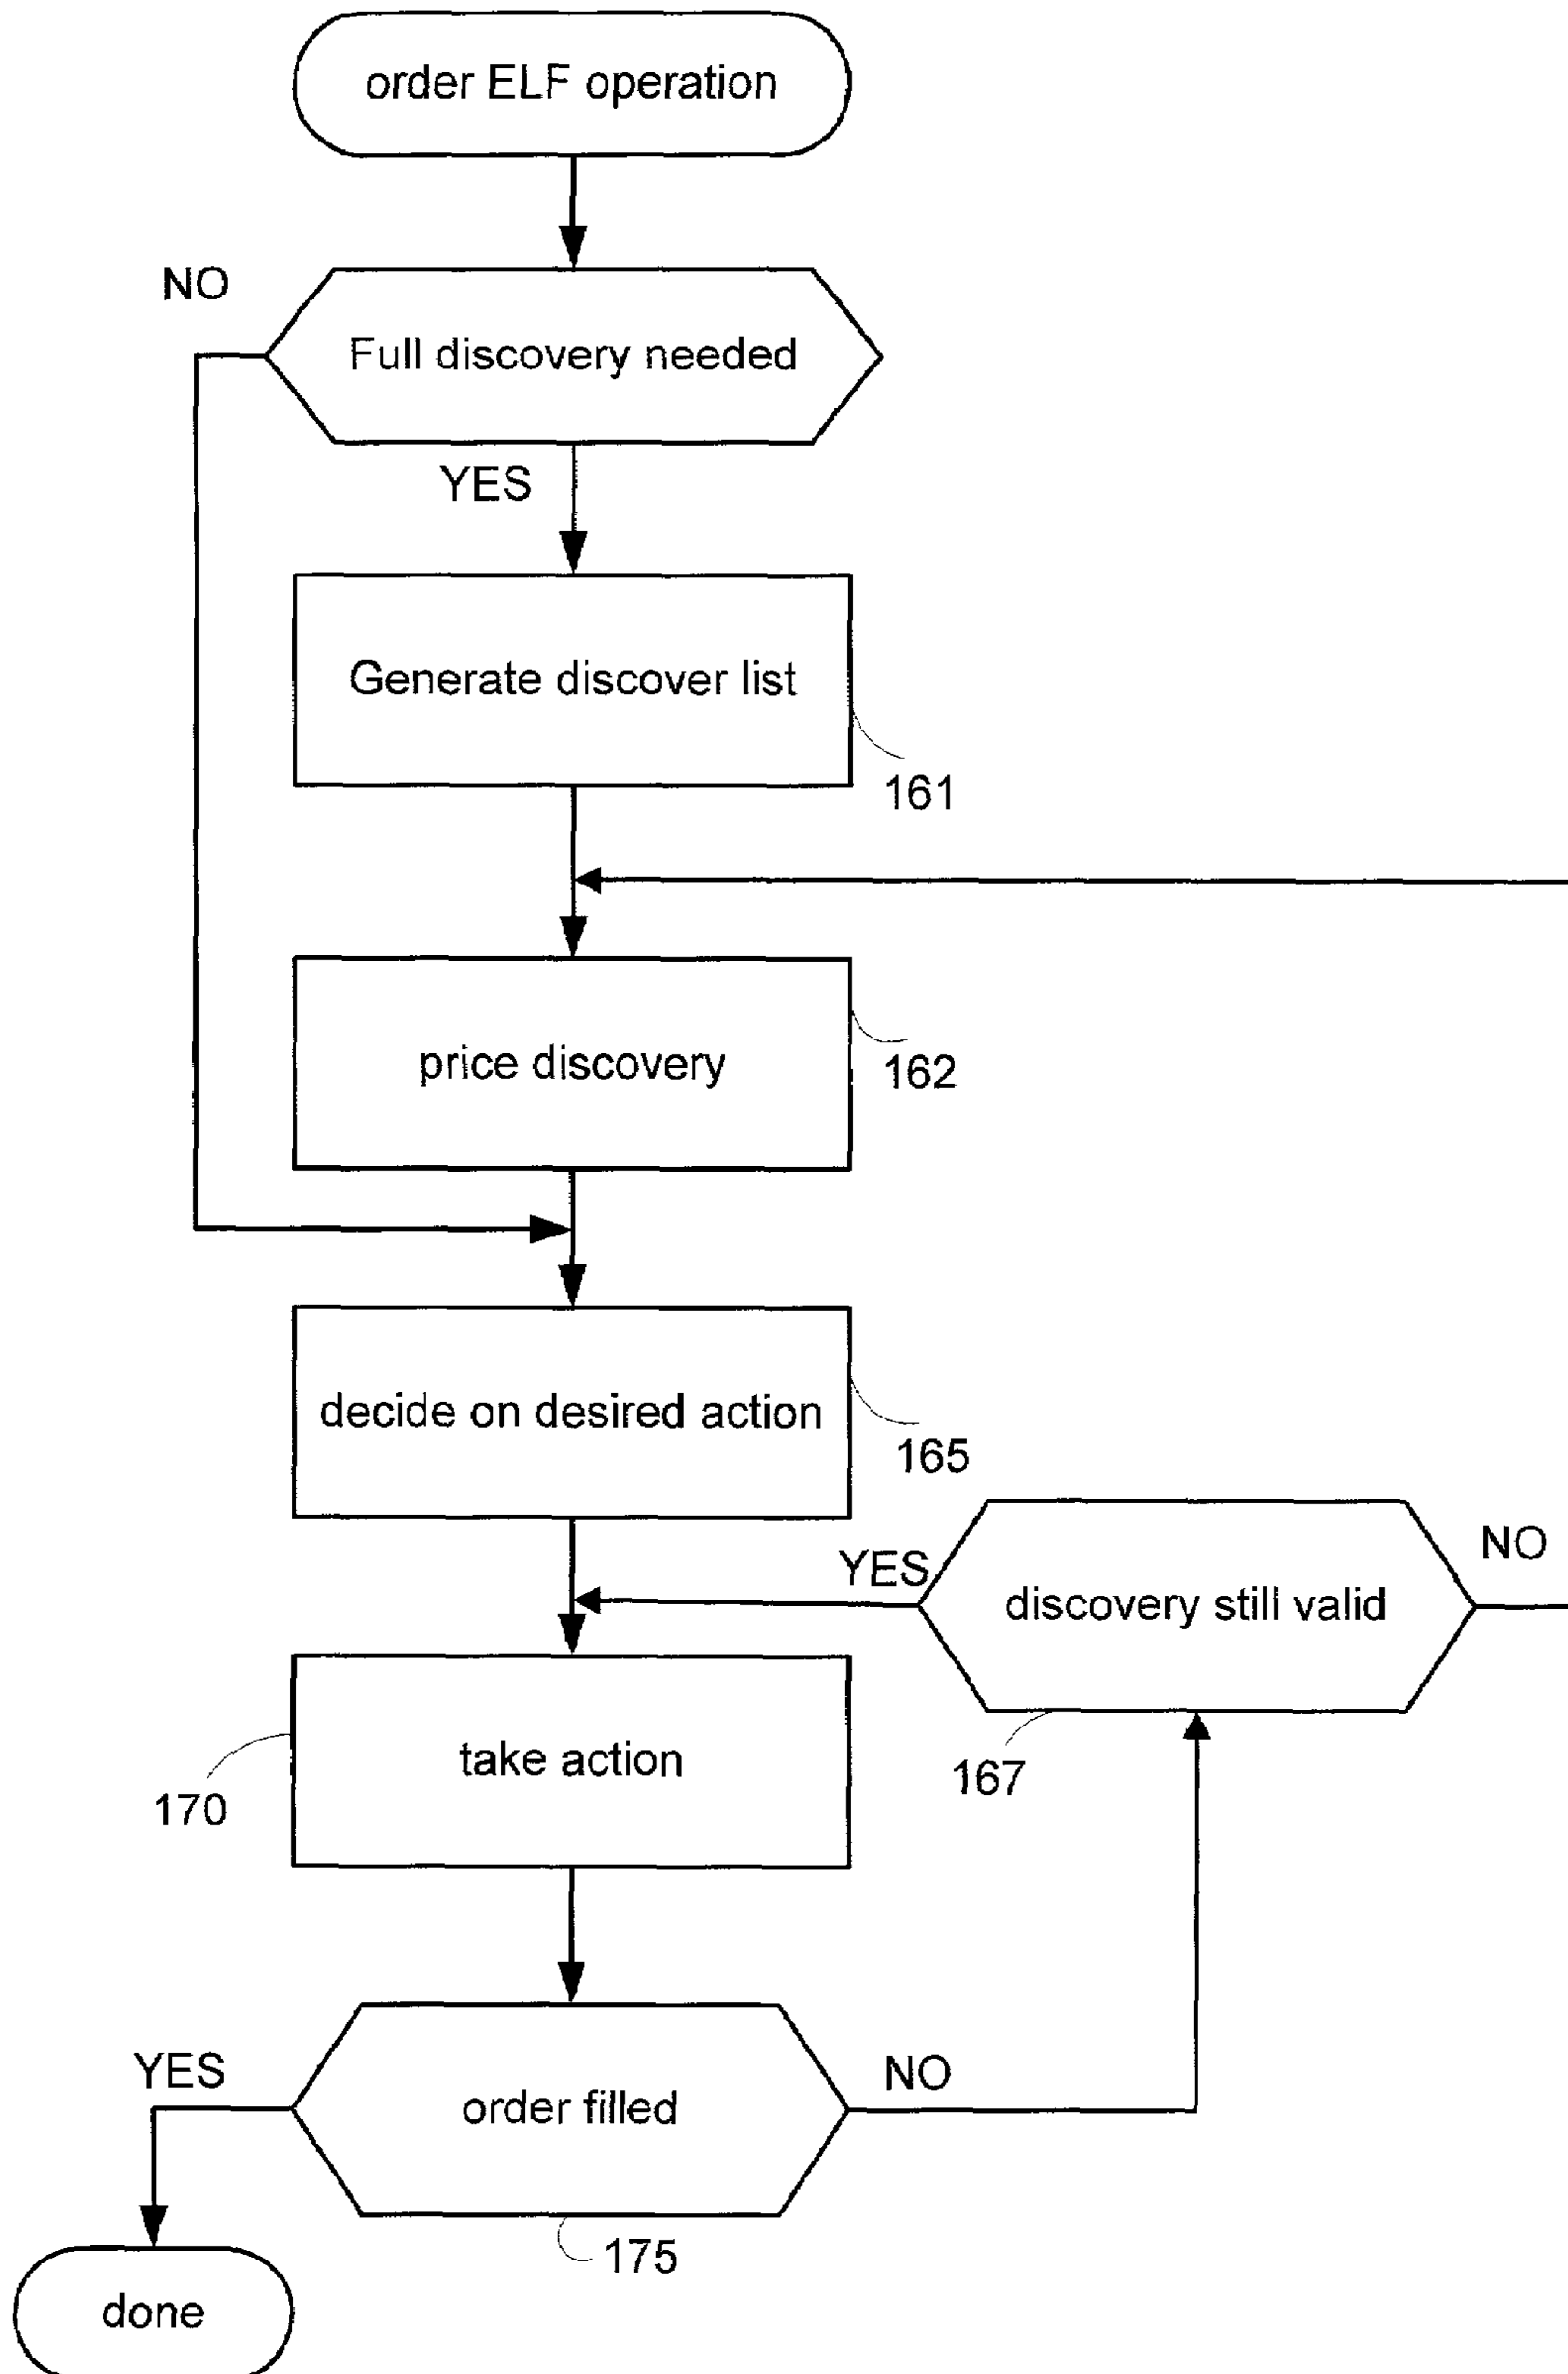 order ELF operation
NO
Full discovery needed
YES
Generate discover list
161
price discovery
162
decide on desired action
165
YES
discovery still valid
NO
take action
167
170
YES
order filled
NO
175
done